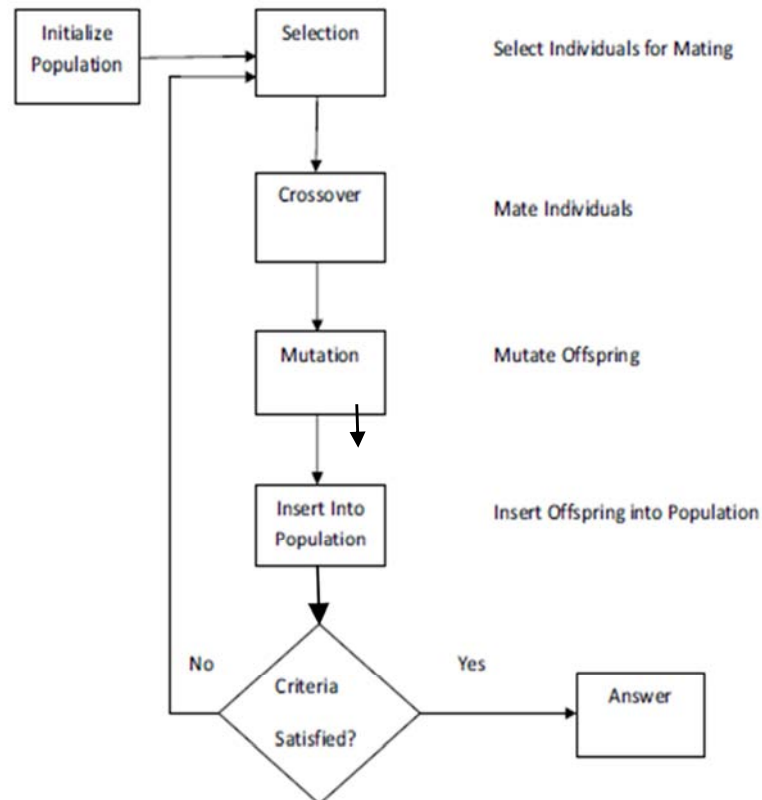 Initialize
Population
Selection
Select Individuals for Mating
Crossover
Mate Individuals
Mutation
Mutate Offspring
Insert Into
Population
Insert Offspring into Population
No
Yes
Criteria
Satisfied?
Answer